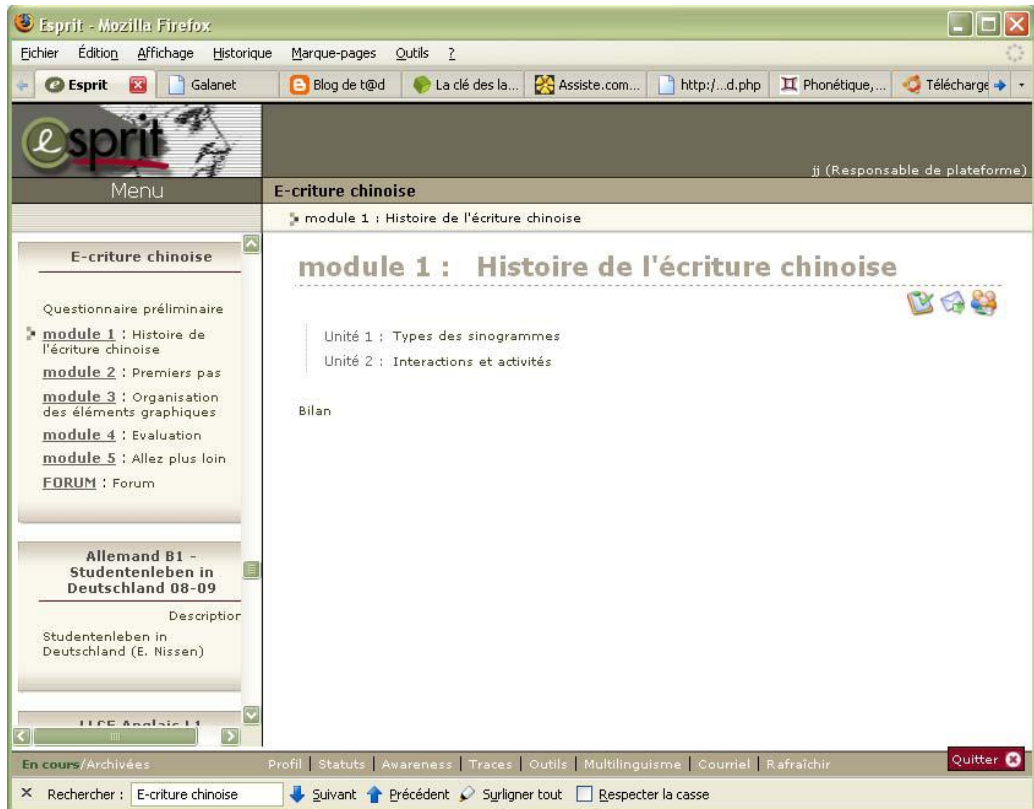 Esprit - Mozilla Firefox
Fichier Édition Affichage Historique Marque-pages Outils ?
Esprit Galanet Blog de t@d La clé des la... Assiste.com... http:/...d.php Phonétique,... Télécharge
esprit
jj (Responsable de plateforme)
Menu
E-criture chinoise
module 1 : Histoire de l'écriture chinoise
E-criture chinoise
Questionnaire préliminaire
module 1 : Histoire de
l'écriture chinoise
module 2 : Premiers pas
module 3 : Organisation
des éléments graphiques
module 4 : Evaluation
module 5 : Allez plus loin
FORUM : Forum
Allemand B1 -
Studentenleben in
Deutschland 08-09
Description
Studentenleben in
Deutschland (E. Nissen)
LLCE Anglais L1
module 1 : Histoire de l'écriture chinoise
Unité 1 : Types des sinogrammes
Unité 2 : Interactions et activités
Bilan
En cours/Archivées Profil | Statuts | Awareness | Traces | Outils | Multilinguisme | Courriel | Rafraîchir Quitter
Rechercher : E-criture chinoise Suivant Précédent Surligner tout Respecter la casse